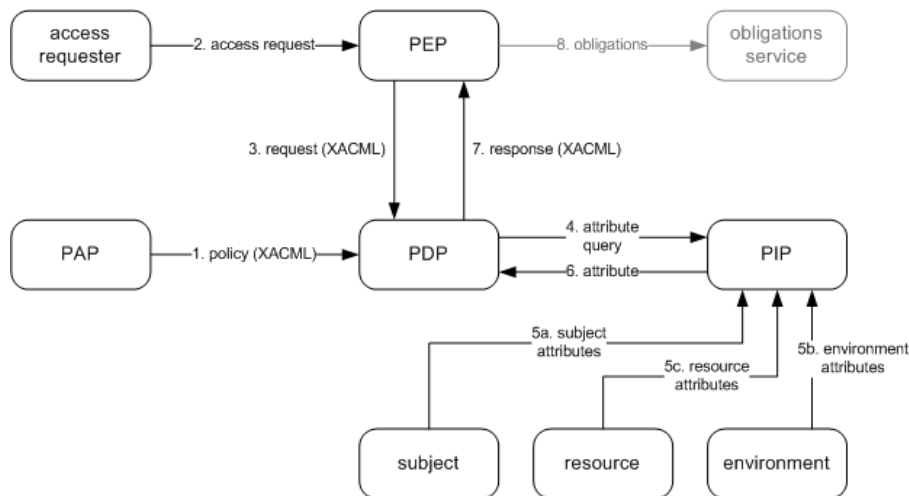 access
requester
2. access request
PEP
8. obligations
obligations
service
3. request (XACML)
7. response (XACML)
PAP
1. policy (XACML)
PDP
4. attribute
query
6. attribute
PIP
5a. subject
attributes
5c. resource
attributes
5b. environment
attributes
subject
resource
environment